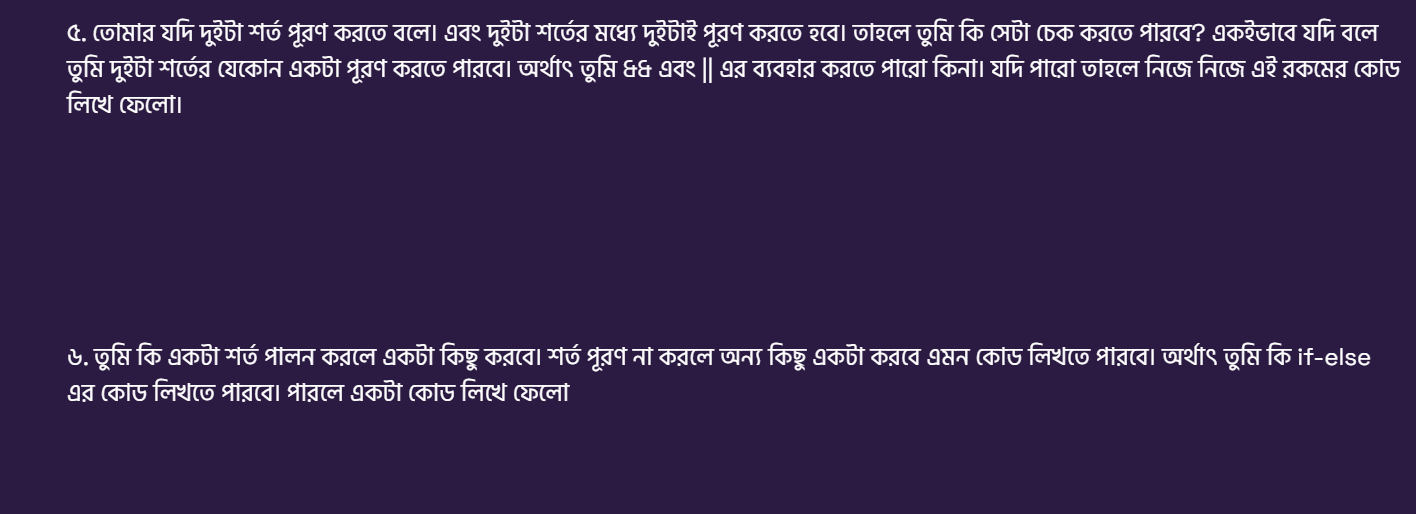 ৫. তোমার যদি দুইটা শর্ত পূরণ করতে বলে। এবং দুইটা শর্তের মধ্যে দুইটাই পূরণ করতে হবে। তাহলে তুমি কি সেটা চেক করতে পারবে? একইভাবে যদি বলে
তুমি দুইটা শর্তের যেকোন একটা পূরণ করতে পারবে। অর্থাৎ তুমি && এবং || এর ব্যবহার করতে পারো কিনা। যদি পারো তাহলে নিজে নিজে এই রকমের কোড
লিখে ফেলো।
৬. তুমি কি একটা শর্ত পালন করলে একটা কিছু করবে। শর্ত পূরণ না করলে অন্য কিছু একটা করবে এমন কোড লিখতে পারবে। অর্থাৎ তুমি কি if-else
এর কোড লিখতে পারবে। পারলে একটা কোড লিখে ফেলো